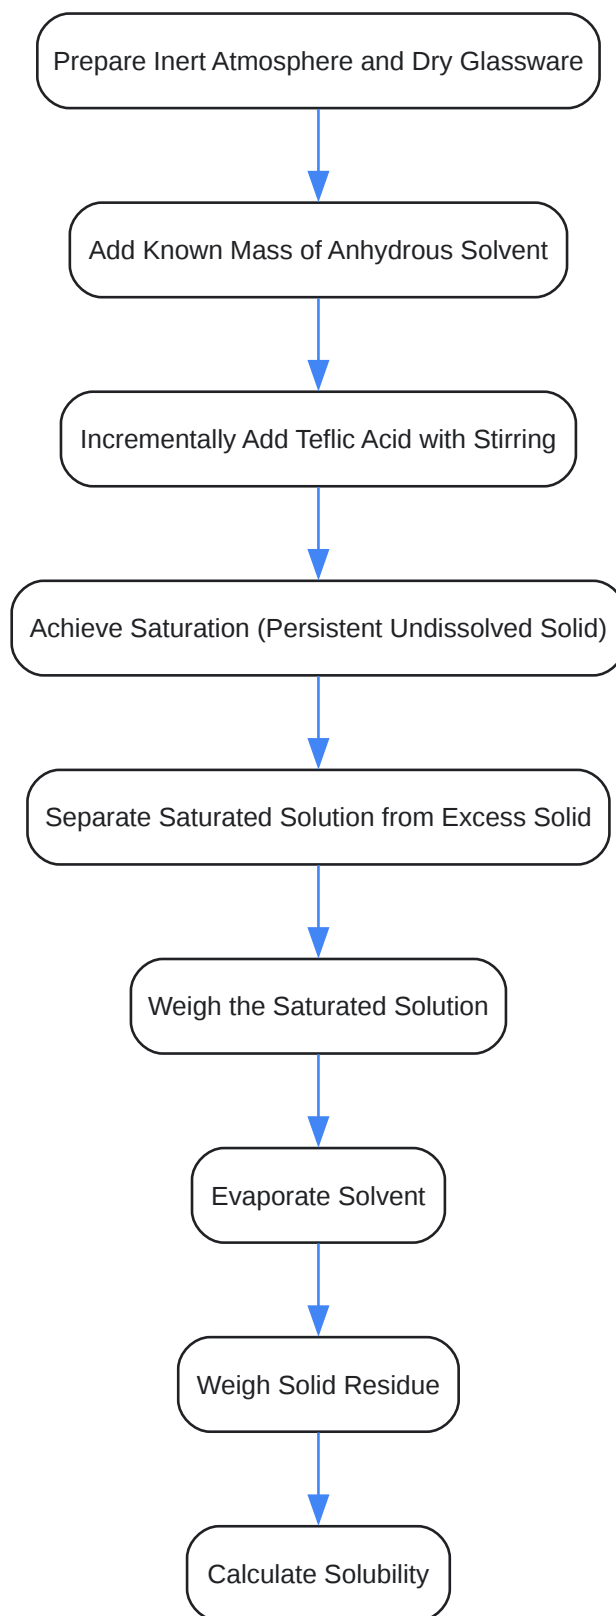 Prepare Inert Atmosphere and Dry Glassware
Add Known Mass of Anhydrous Solvent
Incrementally Add Teflic Acid with Stirring
Achieve Saturation (Persistent Undissolved Solid)
Separate Saturated Solution from Excess Solid
Weigh the Saturated Solution
Evaporate Solvent
Weigh Solid Residue
Calculate Solubility